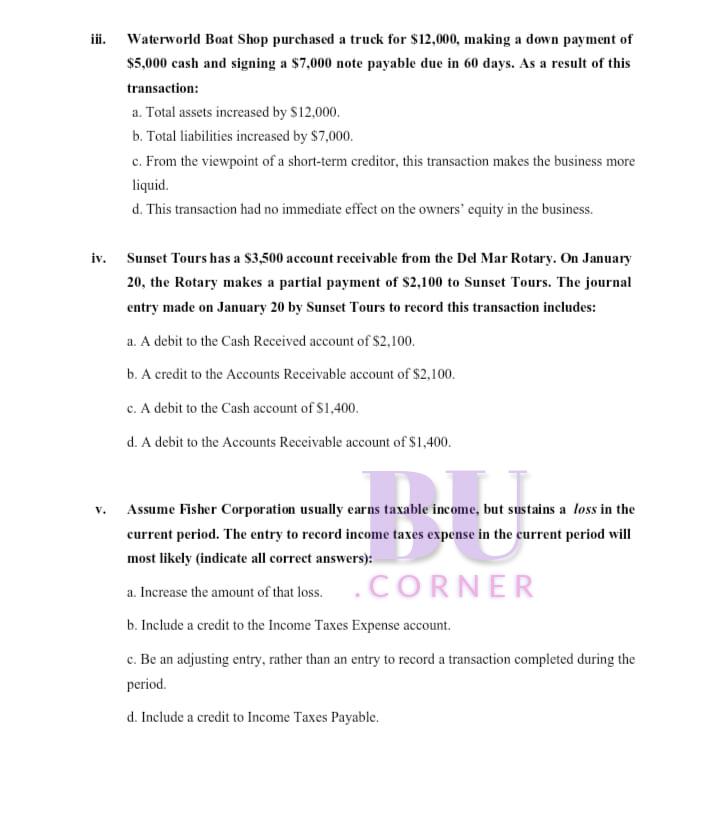 iii. Waterworld Boat Shop purchased a truck for $12,000, making a down payment of
$5,000 cash and signing a $7,000 note payable due in 60 days. As a result of this
transaction:
a. Total assets increased by $12,000.
b. Total liabilities increased by $7,000.
c. From the viewpoint of a short-term creditor, this transaction makes the business more
liquid.
d. This transaction had no immediate effect on the owners’ equity in the business.
iv. Sunset Tours has a $3,500 account receivable from the Del Mar Rotary. On January
20, the Rotary makes a partial payment of $2,100 to Sunset Tours. The journal
entry made on January 20 by Sunset Tours to record this transaction includes:
a. A debit to the Cash Received account of $2,100.
b. A credit to the Accounts Receivable account of $2,100.
c. A debit to the Cash account of $1,400.
d. A debit to the Accounts Receivable account of $1,400.
v. Assume Fisher Corporation usually earns taxable income, but sustains a loss in the
current period. The entry to record income taxes expense in the current period will
most likely (indicate all correct answers):
BU
.CORNER
a. Increase the amount of that loss.
b. Include a credit to the Income Taxes Expense account.
c. Be an adjusting entry, rather than an entry to record a transaction completed during the
period.
d. Include a credit to Income Taxes Payable.